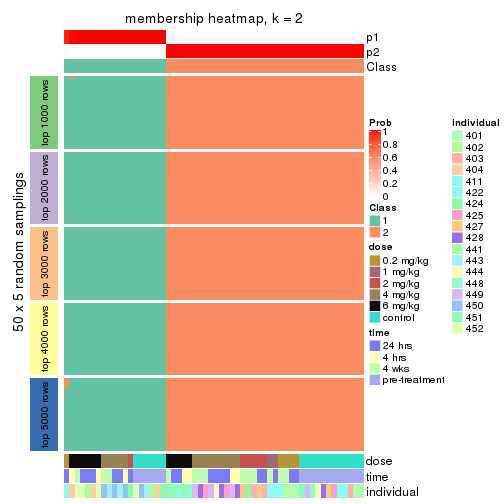 membership heatmap, k = 2
p1
p2
Class
50 x 5 random samplings
top 1000 rows
top 2000 rows
top 3000 rows
top 4000 rows
top 5000 rows
dose
time
individual
Prob
1
0.8
0.6
0.4
0.2
0
Class
1
2
dose
0.2 mg/kg
1 mg/kg
2 mg/kg
4 mg/kg
6 mg/kg
control
time
24 hrs
4 hrs
4 wks
pre-treatment
individual
401
402
403
404
411
422
424
425
427
428
441
443
444
448
449
450
451
452